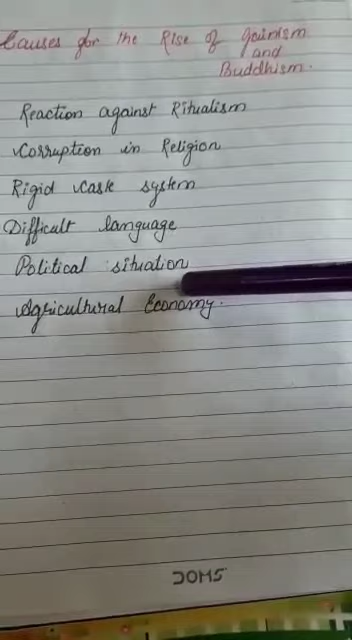 Causes for the Rise of Jainism
and
Buddhism.
Reaction against Ritualism
Corruption in Religion
Rigid Caste system
Difficult language
Political situation
Agricultural Economy.
DOMS